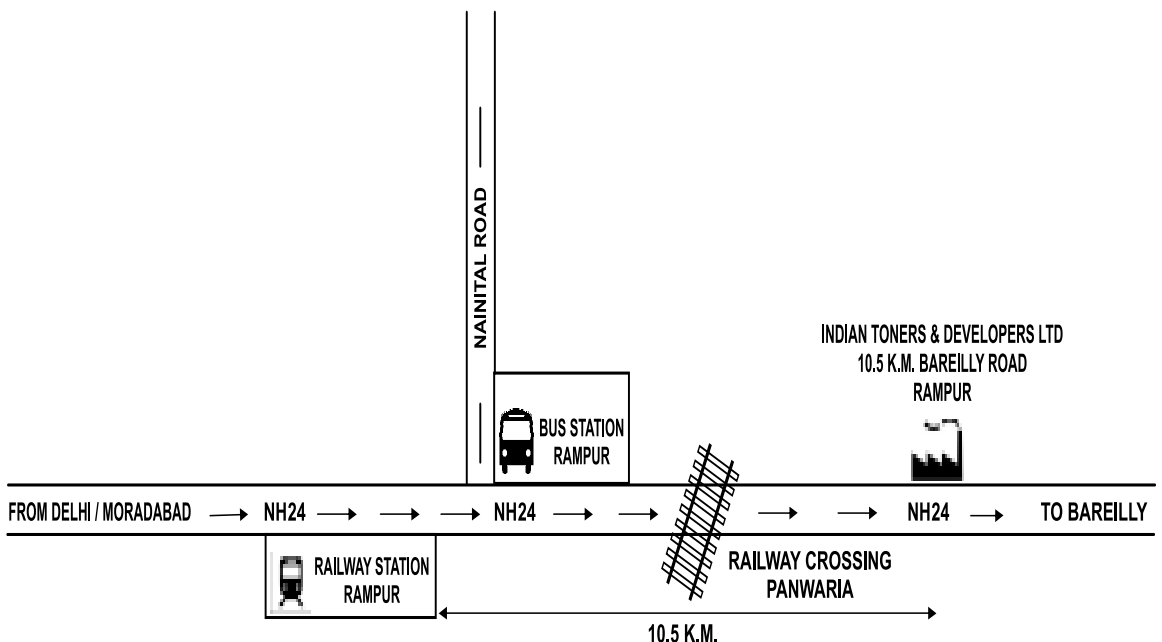 NAINITAL ROAD
INDIAN TONERS & DEVELOPERS LTD
10.5 K.M. BAREILLY ROAD
RAMPUR
BUS STATION
RAMPUR
FROM DELHI / MORADABAD NH24 NH24 NH24 TO BAREILLY
RAILWAY STATION
RAMPUR
RAILWAY CROSSING
PANWARIA
10.5 K.M.